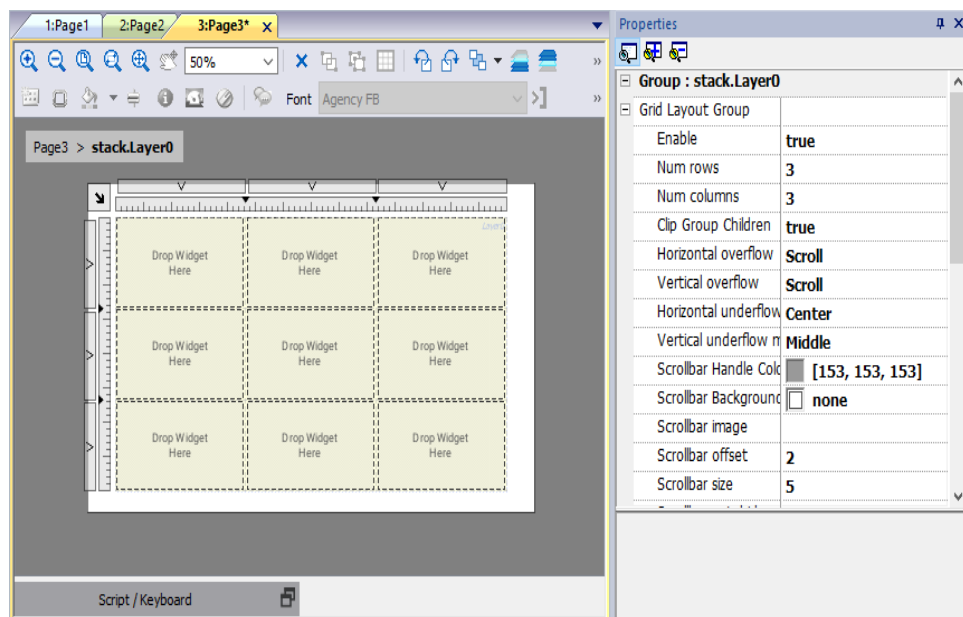 1:Page1
2:Page2
3:Page3*
50%
Font
Agency FB
Page3 > stack.Layer0
Layer0
Drop Widget
Here
Drop Widget
Here
Drop Widget
Here
Drop Widget
Here
Drop Widget
Here
Drop Widget
Here
Drop Widget
Here
Drop Widget
Here
Drop Widget
Here
Script / Keyboard
Properties
Group : stack.Layer0
Grid Layout Group
Enable true
Num rows 3
Num columns 3
Clip Group Children true
Horizontal overflow Scroll
Vertical overflow Scroll
Horizontal underflow Center
Vertical underflow m Middle
Scrollbar Handle Colo [153, 153, 153]
Scrollbar Background none
Scrollbar image
Scrollbar offset 2
Scrollbar size 5